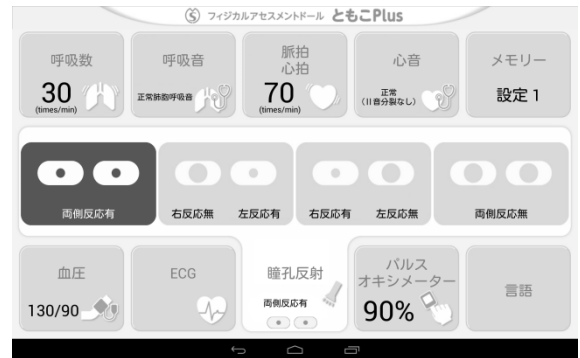 フィジカルアセスメントドール ともこPlus
呼吸数
30
(times/min)
呼吸音
正常肺胞呼吸音
脈拍
心拍
70
(times/min)
心音
正常
(II音分裂なし)
メモリー
設定 1
両側反応有
右反応無 左反応有
右反応有 左反応無
両側反応無
血圧
130/90
ECG
瞳孔反射
両側反応有
パルス
オキシメーター
90%
言語